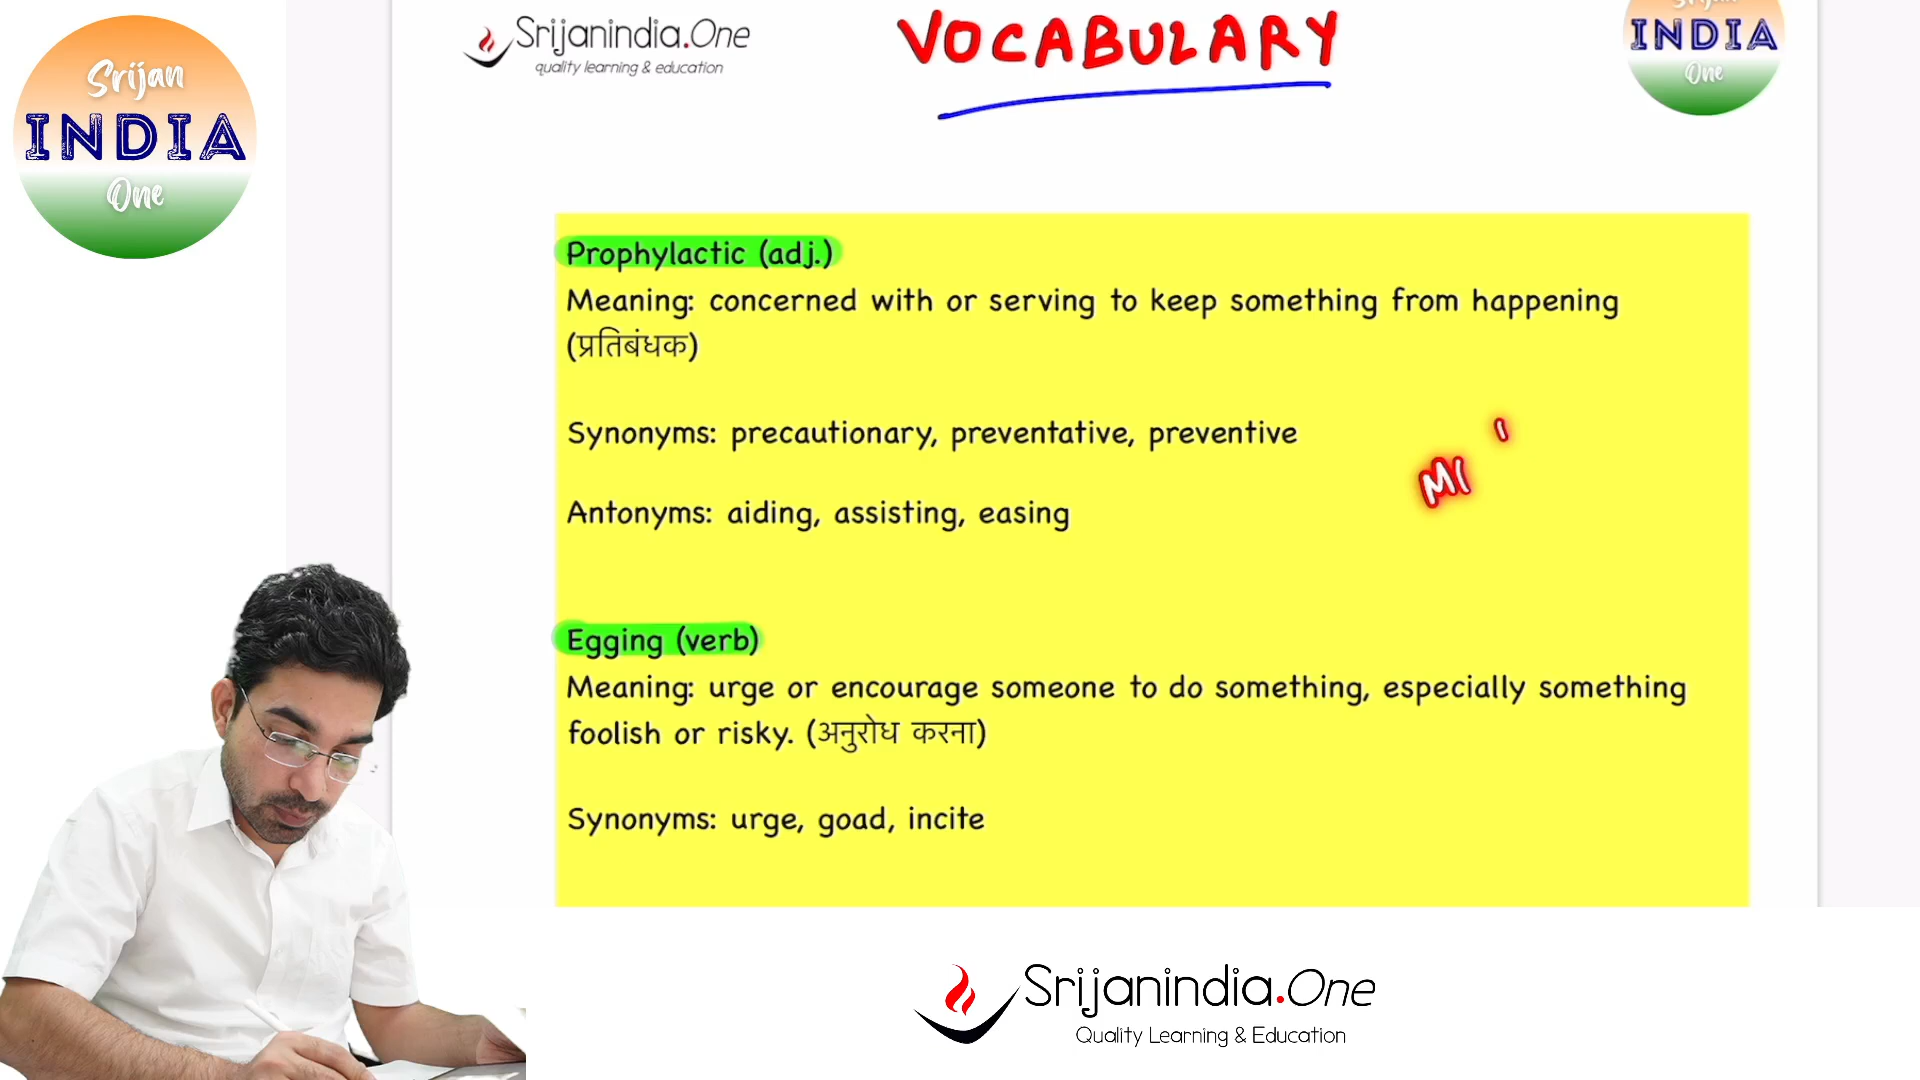 Srijan
INDIA
One
Srijanindia.One
quality learning & education
VOCABULARY
INDIA
One
Prophylactic (adj.)
Meaning: concerned with or serving to keep something from happening
(प्रतिबंधक)
Synonyms: precautionary, preventative, preventive
Antonyms: aiding, assisting, easing
Egging (verb)
Meaning: urge or encourage someone to do something, especially something
foolish or risky. (अनुरोध करना)
Synonyms: urge, goad, incite
Srijanindia.One
Quality Learning & Education